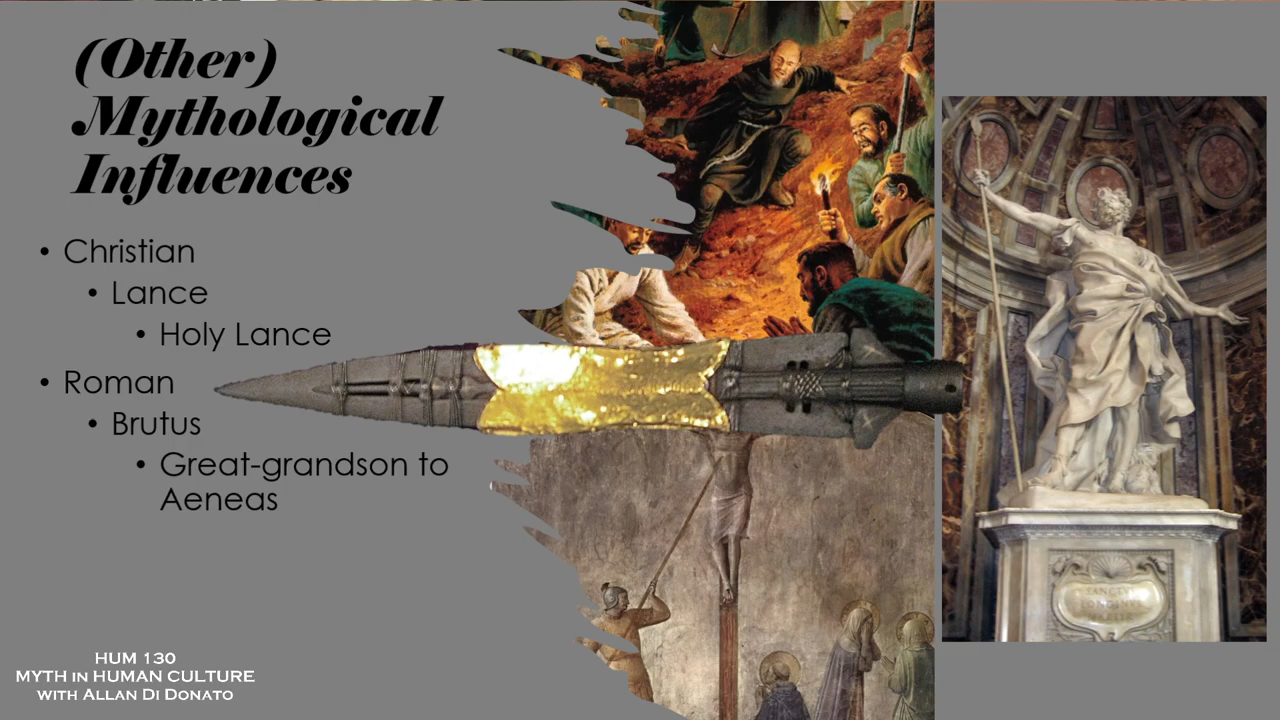 (Other)
Mythological
Influences
• Christian
• Lance
• Holy Lance
• Roman
• Brutus
• Great-grandson to
Aeneas
HUM 130
MYTH in HUMAN CULTURE
WITH ALLAN DI DONATO